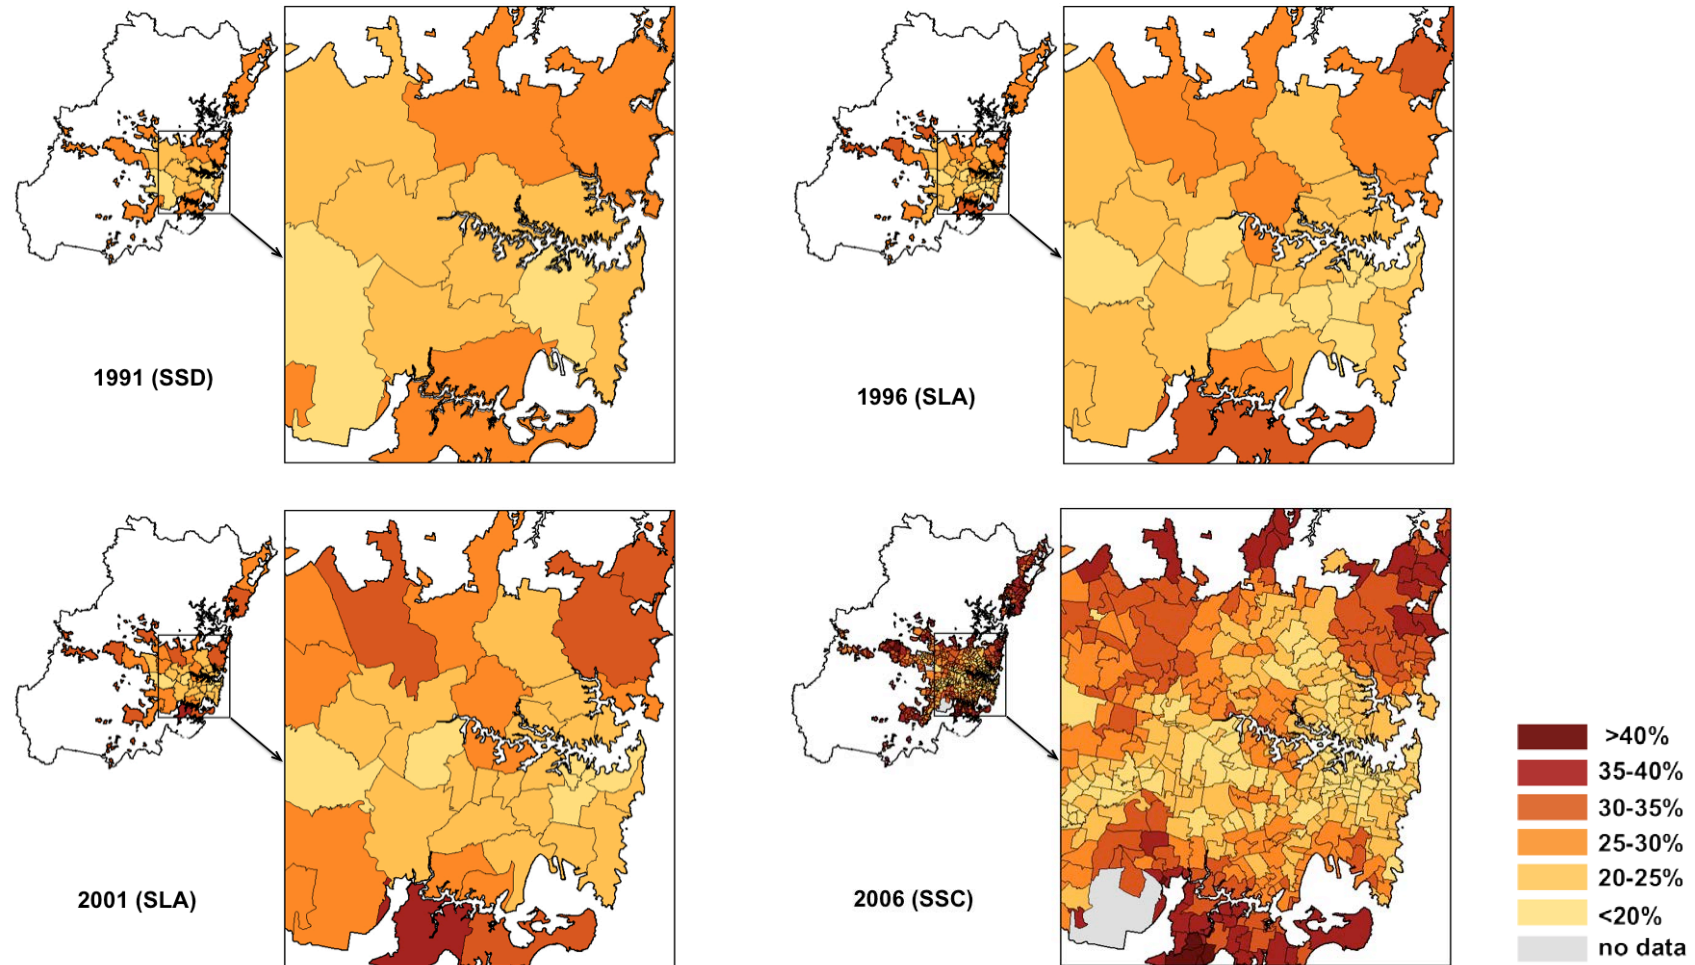 1991 (SSD)
1996 (SLA)
2001 (SLA)
2006 (SSC)
>40%
35-40%
30-35%
25-30%
20-25%
<20%
no data